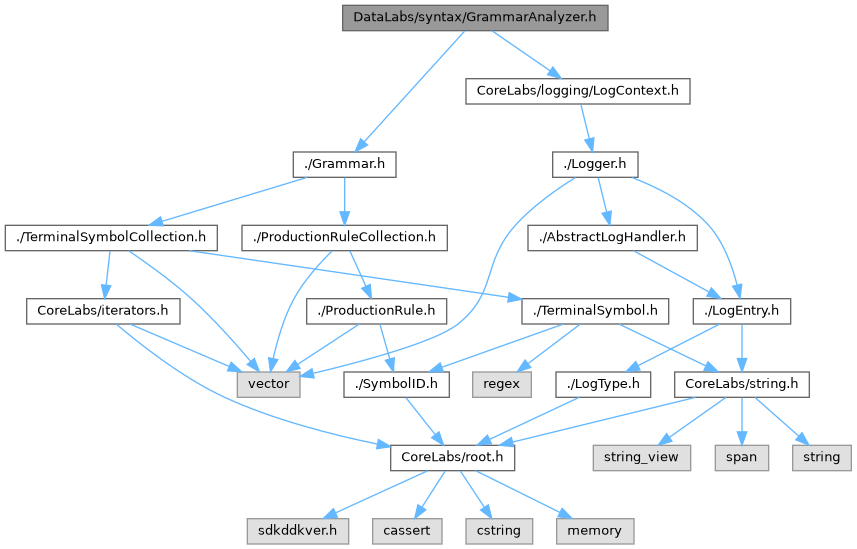 DataLabs/syntax/GrammarAnalyzer.h
CoreLabs/logging/LogContext.h
./Grammar.h
./Logger.h
./TerminalSymbolCollection.h
./ProductionRuleCollection.h
./AbstractLogHandler.h
CoreLabs/iterators.h
./ProductionRule.h
./TerminalSymbol.h
./LogEntry.h
vector
./SymbolID.h
regex
./LogType.h
CoreLabs/string.h
CoreLabs/root.h
string_view
span
string
sdkddkver.h
cassert
cstring
memory